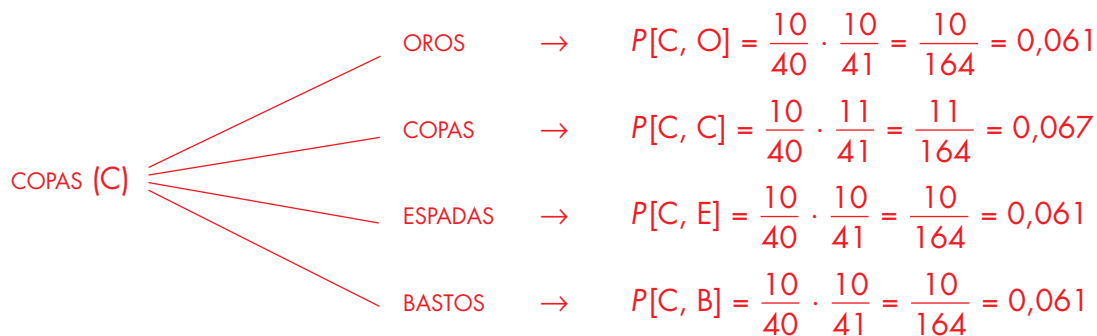 OROS → P[C, O] = 10/40 · 10/41 = 10/164 = 0,061
COPAS → P[C, C] = 10/40 · 11/41 = 11/164 = 0,067
COPAS (C)
ESPADAS → P[C, E] = 10/40 · 10/41 = 10/164 = 0,061
BASTOS → P[C, B] = 10/40 · 10/41 = 10/164 = 0,061